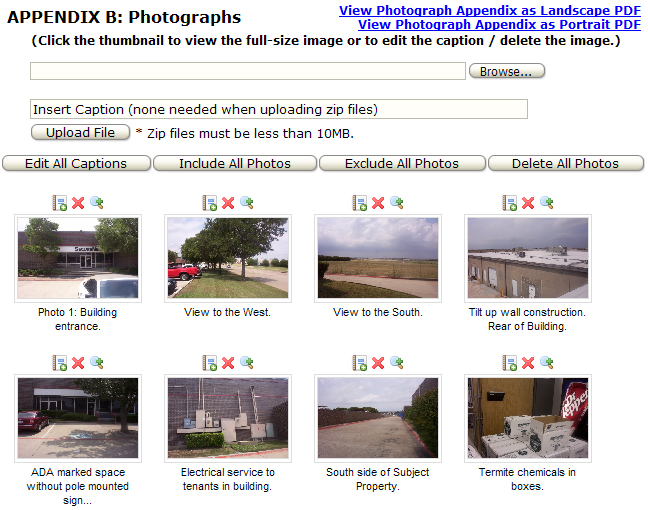 APPENDIX B: Photographs
View Photograph Appendix as Landscape PDF
View Photograph Appendix as Portrait PDF
(Click the thumbnail to view the full-size image or to edit the caption / delete the image.)
Browse...
Insert Caption (none needed when uploading zip files)
Upload File * Zip files must be less than 10MB.
Edit All Captions Include All Photos Exclude All Photos Delete All Photos
Photo 1: Building
entrance.
View to the West.
View to the South.
Tilt up wall construction.
Rear of Building.
Dr Pepper
ADA marked space
without pole mounted
sign...
Electrical service to
tenants in building.
South side of Subject
Property.
Termite chemicals in
boxes.